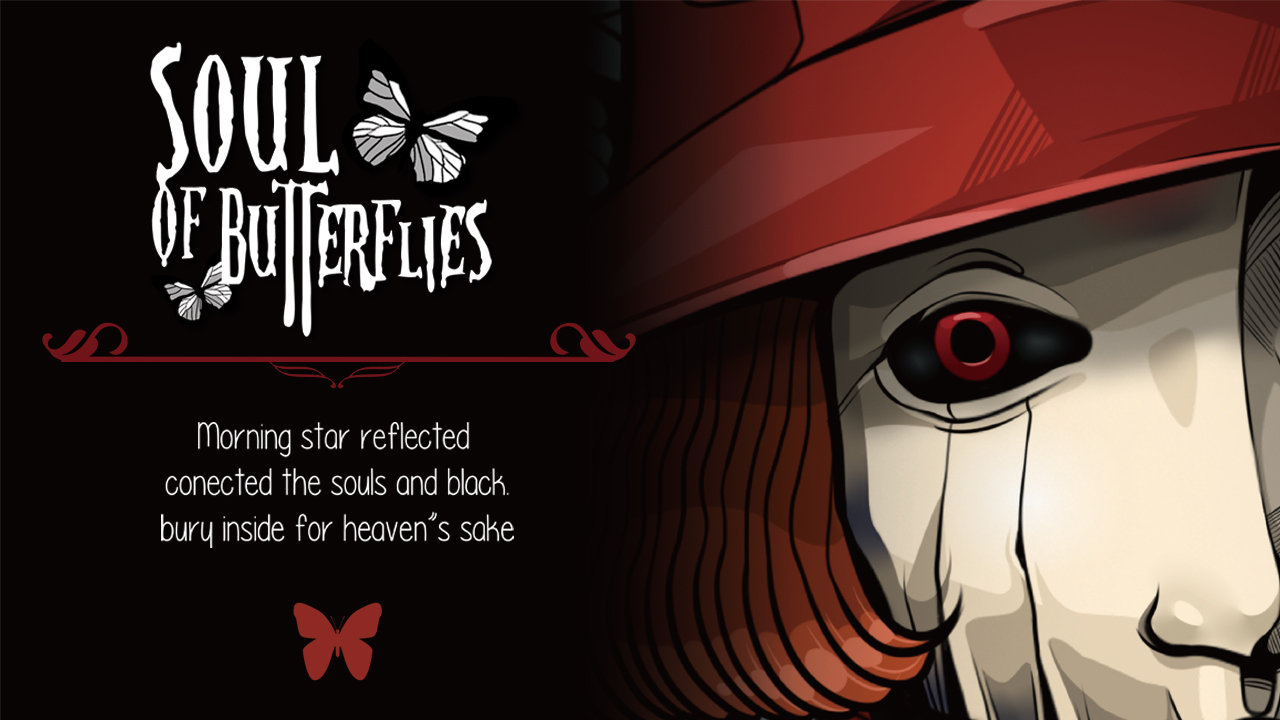 SOUL
OF BUTTERFLIES
Morning star reflected
conected the souls and black.
bury inside for heaven"s sake